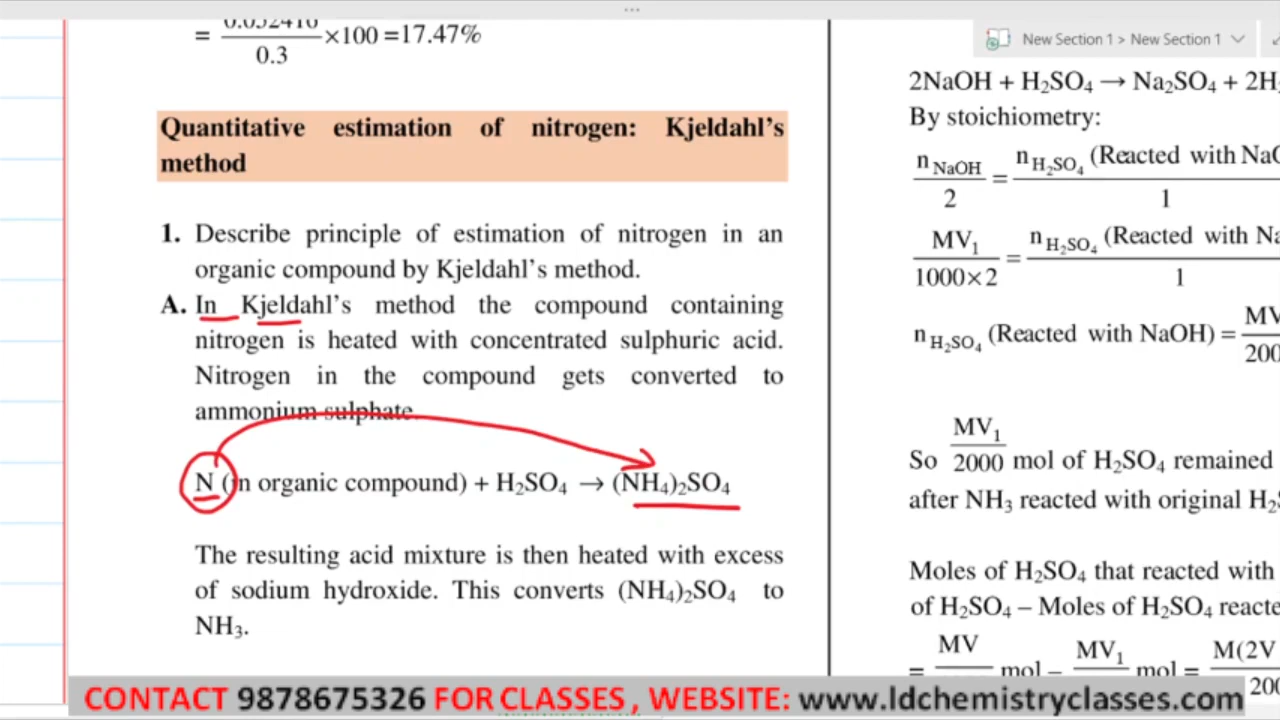 = 0.052416 / 0.3 ×100 =17.47%
Quantitative estimation of nitrogen: Kjeldahl's
method
1. Describe principle of estimation of nitrogen in an
organic compound by Kjeldahl's method.
A. In Kjeldahl's method the compound containing
nitrogen is heated with concentrated sulphuric acid.
Nitrogen in the compound gets converted to
ammonium sulphate.
N (in organic compound) + H₂SO₄ → (NH₄)₂SO₄
The resulting acid mixture is then heated with excess
of sodium hydroxide. This converts (NH₄)₂SO₄ to
NH₃.
New Section 1 > New Section 1
2NaOH + H₂SO₄ → Na₂SO₄ + 2H
By stoichiometry:
n NaOH / 2 = n H₂SO₄ (Reacted with NaO / 1
MV₁ / 1000×2 = n H₂SO₄ (Reacted with Na / 1
n H₂SO₄ (Reacted with NaOH) = MV / 200
So MV₁ / 2000 mol of H₂SO₄ remained
after NH₃ reacted with original H₂S
Moles of H₂SO₄ that reacted with
of H₂SO₄ – Moles of H₂SO₄ reacte
= MV mol – MV₁ mol = M(2V / 200
CONTACT 9878675326 FOR CLASSES , WEBSITE: www.ldchemistryclasses.com